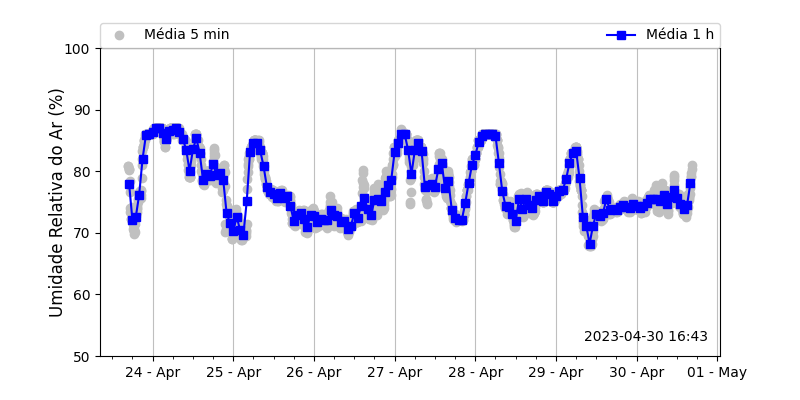 Média 5 min
Média 1 h
100
90
80
70
60
50
Umidade Relativa do Ar (%)
2023-04-30 16:43
24 - Apr
25 - Apr
26 - Apr
27 - Apr
28 - Apr
29 - Apr
30 - Apr
01 - May